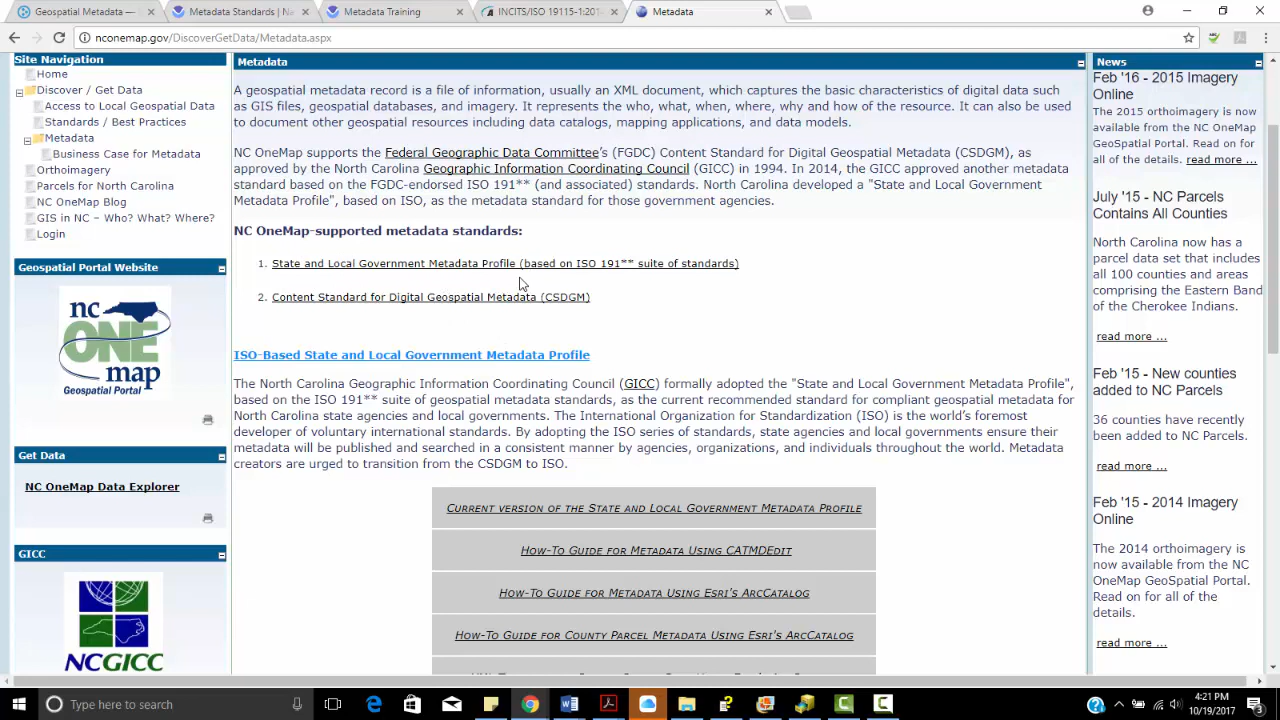 Geospatial Metadata —
Metadata Standards | Na
Metadata Training
INCITS/ISO 19115-1:2014
Metadata
nconemap.gov/DiscoverGetData/Metadata.aspx
Site Navigation
Home
Discover / Get Data
Access to Local Geospatial Data
Standards / Best Practices
Metadata
Business Case for Metadata
Orthoimagery
Parcels for North Carolina
NC OneMap Blog
GIS in NC – Who? What? Where?
Login
Geospatial Portal Website
nc
ONE
map
Geospatial Portal
Get Data
NC OneMap Data Explorer
GICC
NCGICC
Metadata
A geospatial metadata record is a file of information, usually an XML document, which captures the basic characteristics of digital data such
as GIS files, geospatial databases, and imagery. It represents the who, what, when, where, why and how of the resource. It can also be used
to document other geospatial resources including data catalogs, mapping applications, and data models.
NC OneMap supports the Federal Geographic Data Committee's (FGDC) Content Standard for Digital Geospatial Metadata (CSDGM), as
approved by the North Carolina Geographic Information Coordinating Council (GICC) in 1994. In 2014, the GICC approved another metadata
standard based on the FGDC-endorsed ISO 191** (and associated) standards. North Carolina developed a "State and Local Government
Metadata Profile", based on ISO, as the metadata standard for those government agencies.
NC OneMap-supported metadata standards:
1. State and Local Government Metadata Profile (based on ISO 191** suite of standards)
2. Content Standard for Digital Geospatial Metadata (CSDGM)
ISO-Based State and Local Government Metadata Profile
The North Carolina Geographic Information Coordinating Council (GICC) formally adopted the "State and Local Government Metadata Profile",
based on the ISO 191** suite of geospatial metadata standards, as the current recommended standard for compliant geospatial metadata for
North Carolina state agencies and local governments. The International Organization for Standardization (ISO) is the world's foremost
developer of voluntary international standards. By adopting the ISO series of standards, state agencies and local governments ensure their
metadata will be published and searched in a consistent manner by agencies, organizations, and individuals throughout the world. Metadata
creators are urged to transition from the CSDGM to ISO.
Current version of the State and Local Government Metadata Profile
How-To Guide for Metadata Using CATMDEdit
How-To Guide for Metadata Using Esri's ArcCatalog
How-To Guide for County Parcel Metadata Using Esri's ArcCatalog
News
Feb '16 - 2015 Imagery
Online
The 2015 orthoimagery is
now available from the NC
OneMap GeoSpatial Portal.
Read on for
all of the details. read more ...
July '15 - NC Parcels
Contains All Counties
North Carolina now has a
parcel data set that includes
all 100 counties and areas
comprising the Eastern Band
of the Cherokee Indians.
read more ...
Feb '15 - New counties
added to NC Parcels
36 counties have recently
been added to NC Parcels.
read more ...
Feb '15 - 2014 Imagery
Online
The 2014 orthoimagery is
now available from the NC
OneMap GeoSpatial Portal.
Read on for all of the
details.
read more ...
Type here to search
4:21 PM
10/19/2017